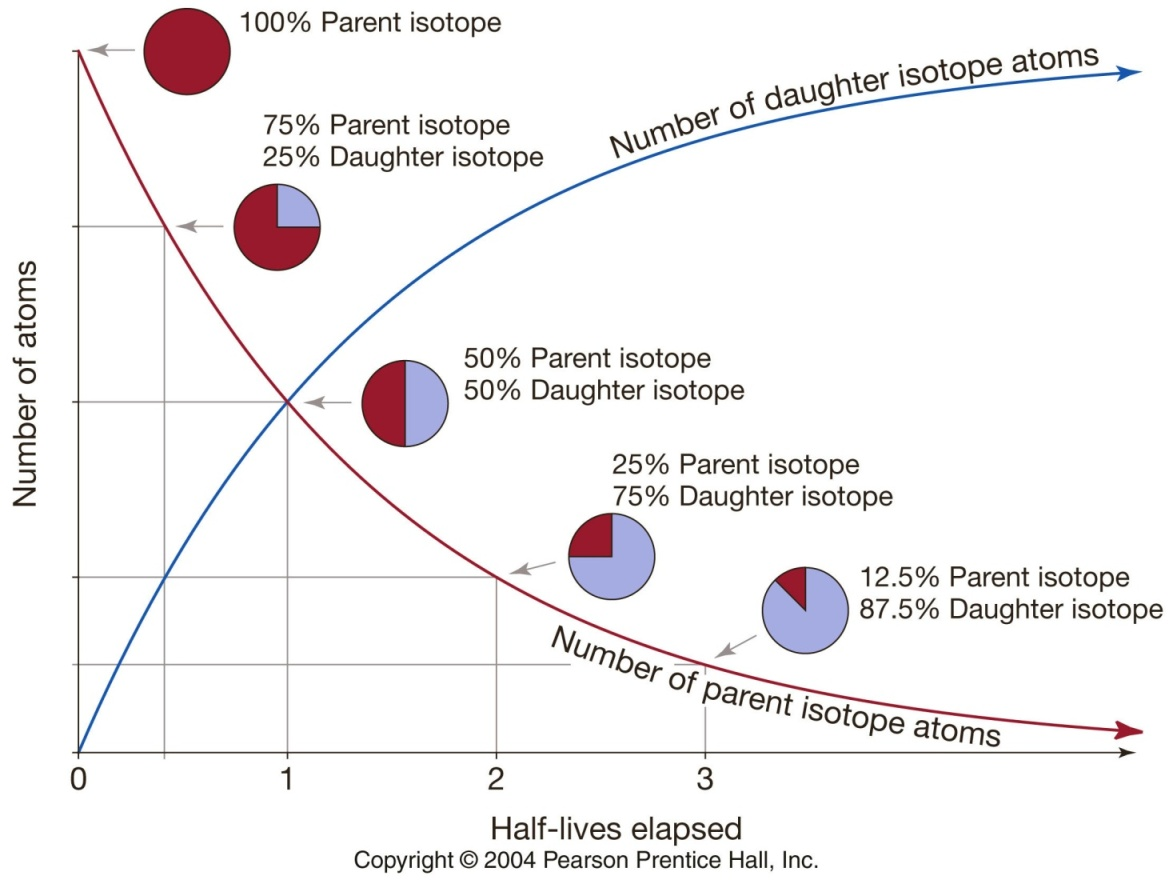 100% Parent isotope
75% Parent isotope
25% Daughter isotope
Number of daughter isotope atoms
Number of atoms
50% Parent isotope
50% Daughter isotope
25% Parent isotope
75% Daughter isotope
12.5% Parent isotope
87.5% Daughter isotope
Number of parent isotope atoms
0 1 2 3
Half-lives elapsed
Copyright © 2004 Pearson Prentice Hall, Inc.